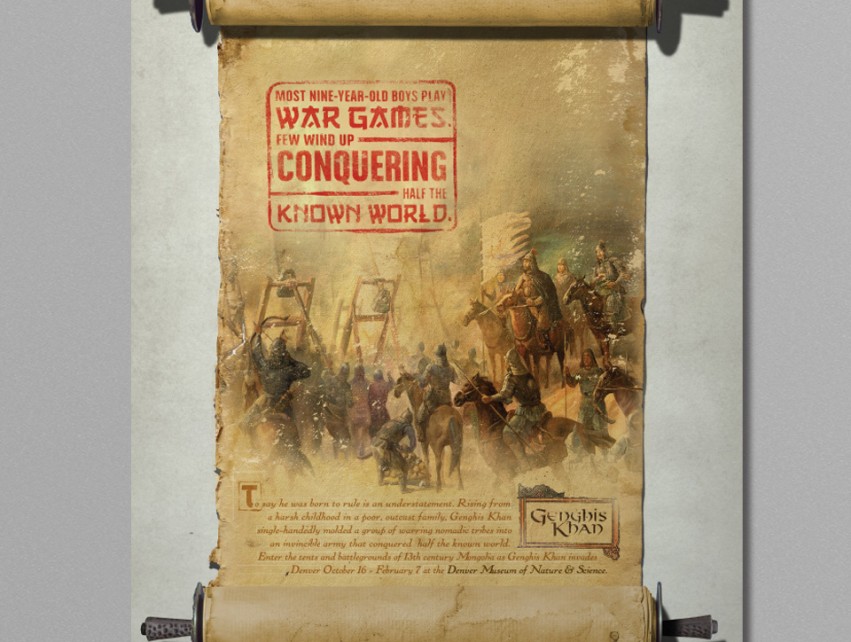 MOST NINE-YEAR-OLD BOYS PLAY
WAR GAMES.
FEW WIND UP
CONQUERING
HALF THE
KNOWN WORLD.
To say he was born to rule is an understatement. Rising from
a harsh childhood in a poor, outcast family, Genghis Khan
single-handedly molded a group of warring nomadic tribes into
an invincible army that conquered half the known world.
Enter the tents and battlegrounds of 13th century Mongolia as Genghis Khan invades
Denver October 16 - February 7 at the Denver Museum of Nature & Science.
GENGHIS
KHAN